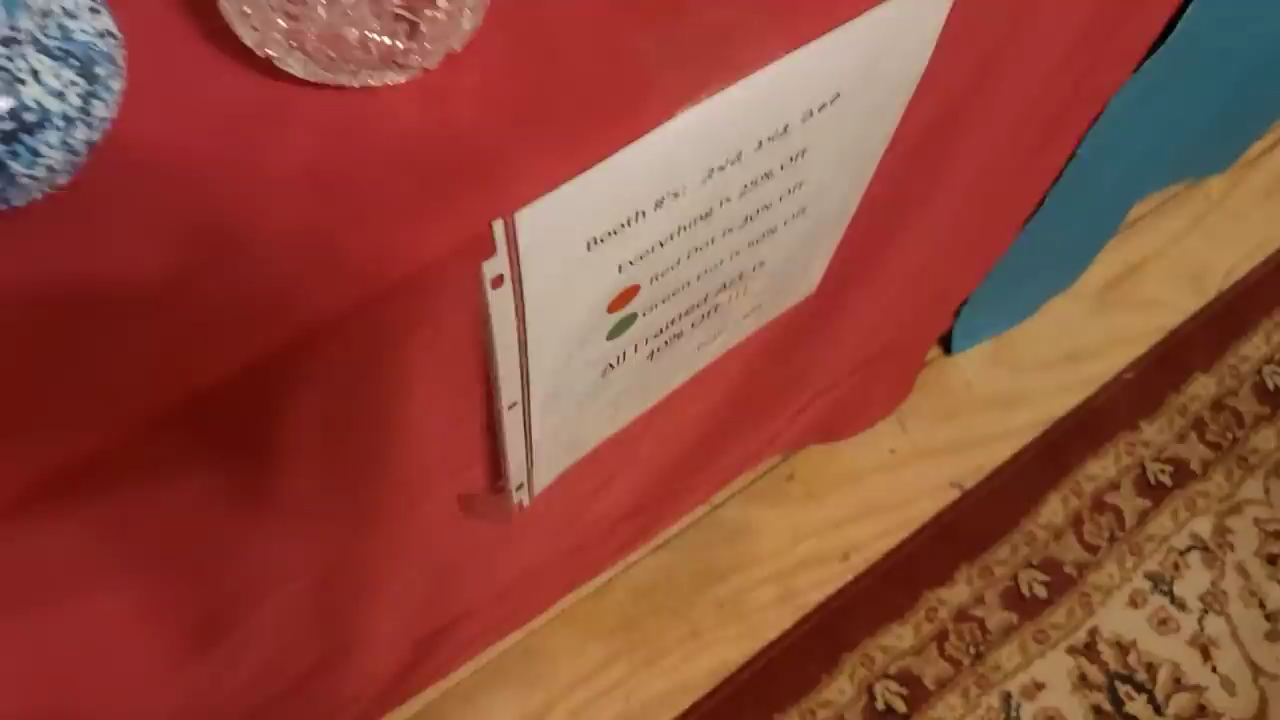 Booth #'s:
Everything is 25% Off
Red Dot is 30% Off
Green Dot is 50% Off
All Framed Art is
40% Off !!!